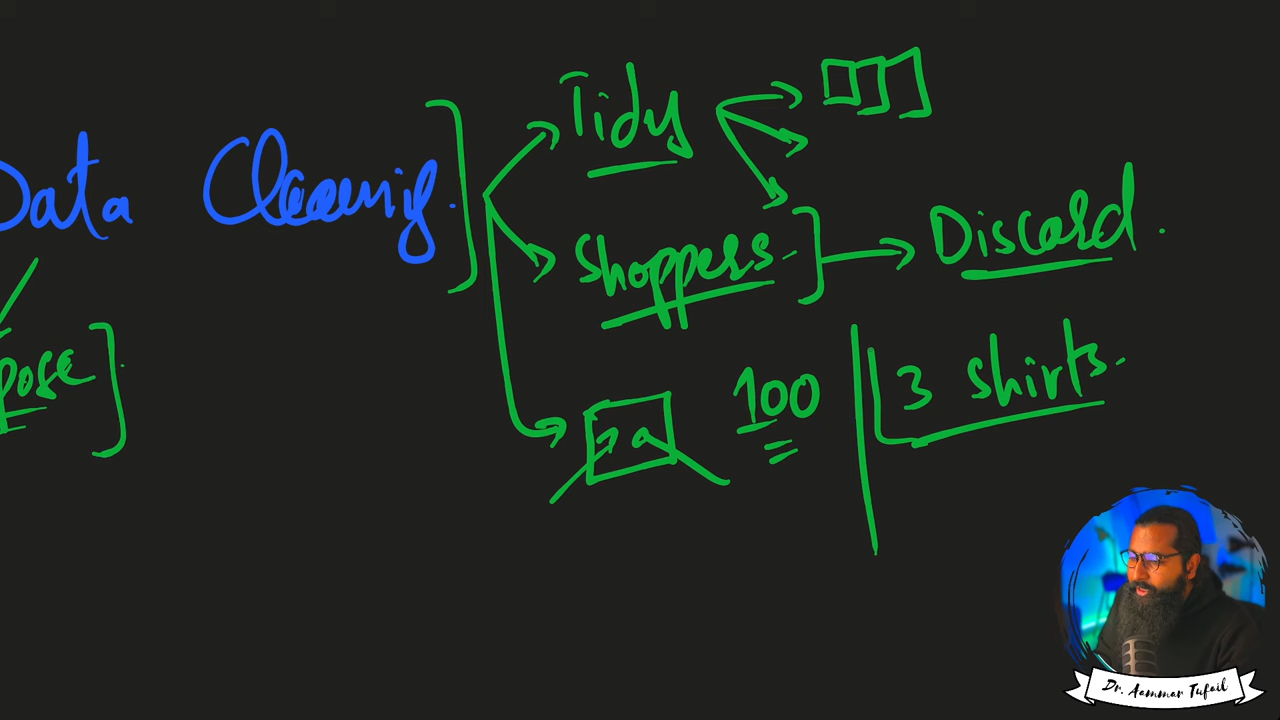 Tidy
Data Cleaning.
Shoppers.
Discard.
pose
100
3 Shirts.
Dr. Aammar Tufail